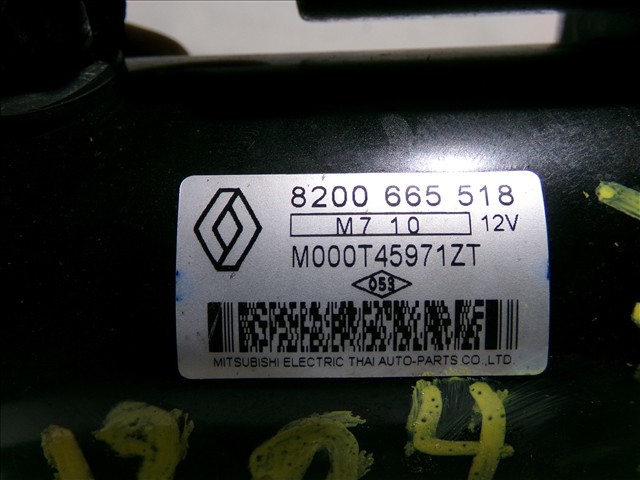 8200 665 518
M7 10 12V
M000T45971ZT
053
MITSUBISHI ELECTRIC THAI AUTO-PARTS CO.,LTD